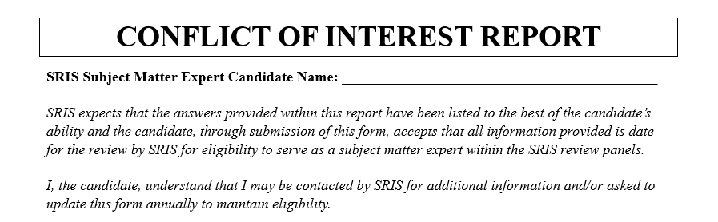 CONFLICT OF INTEREST REPORT
SRIS Subject Matter Expert Candidate Name:
SRIS expects that the answers provided within this report have been listed to the best of the candidate's
ability and the candidate, through submission of this form, accepts that all information provided is date
for the review by SRIS for eligibility to serve as a subject matter expert within the SRIS review panels.
I, the candidate, understand that I may be contacted by SRIS for additional information and/or asked to
update this form annually to maintain eligibility.